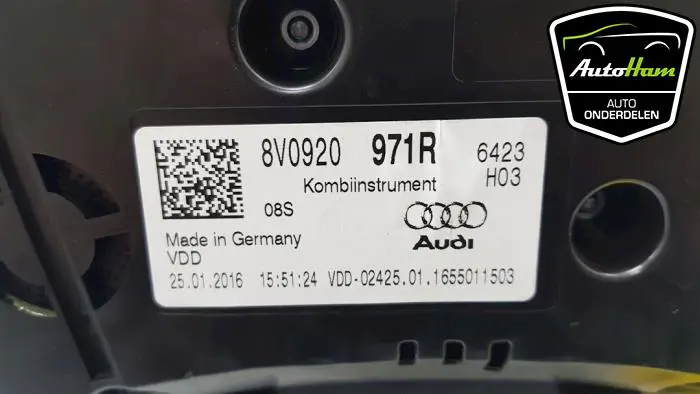 AutoHam
AUTO
ONDERDELEN
8V0920 971R 6423
Kombiinstrument H03
08S
Audi
Made in Germany
VDD
25.01.2016 15:51:24 VDD-02425.01.1655011503